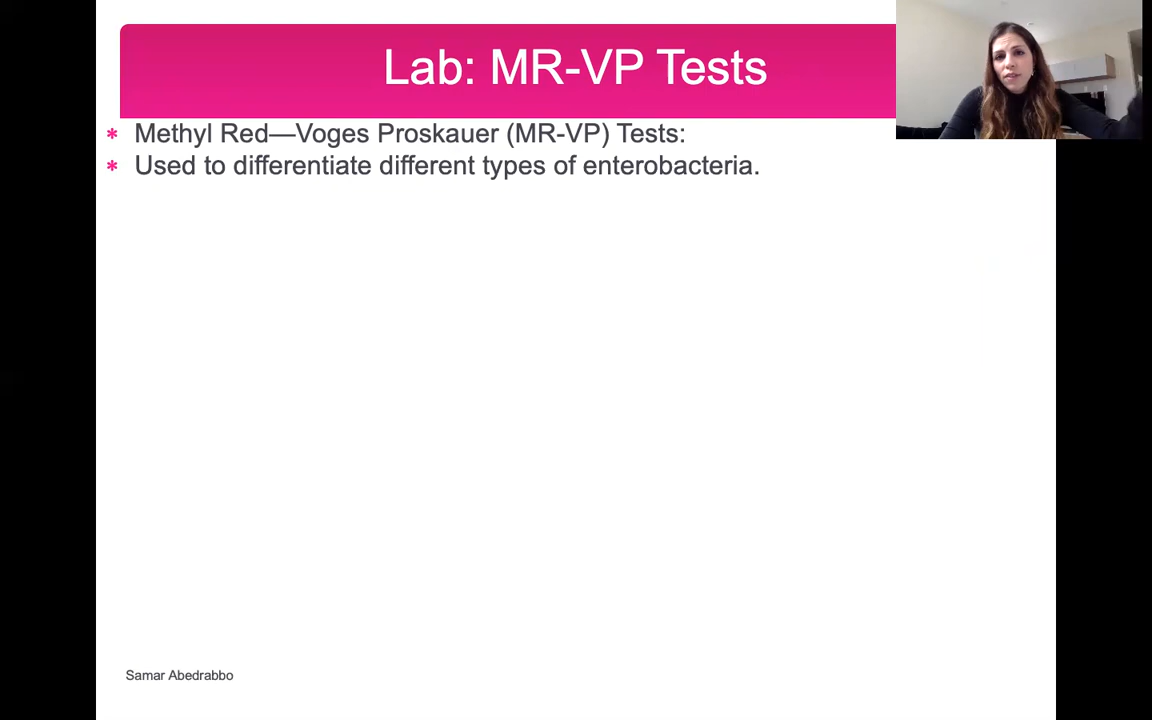 Lab: MR-VP Tests
* Methyl Red—Voges Proskauer (MR-VP) Tests:
* Used to differentiate different types of enterobacteria.
Samar Abedrabbo